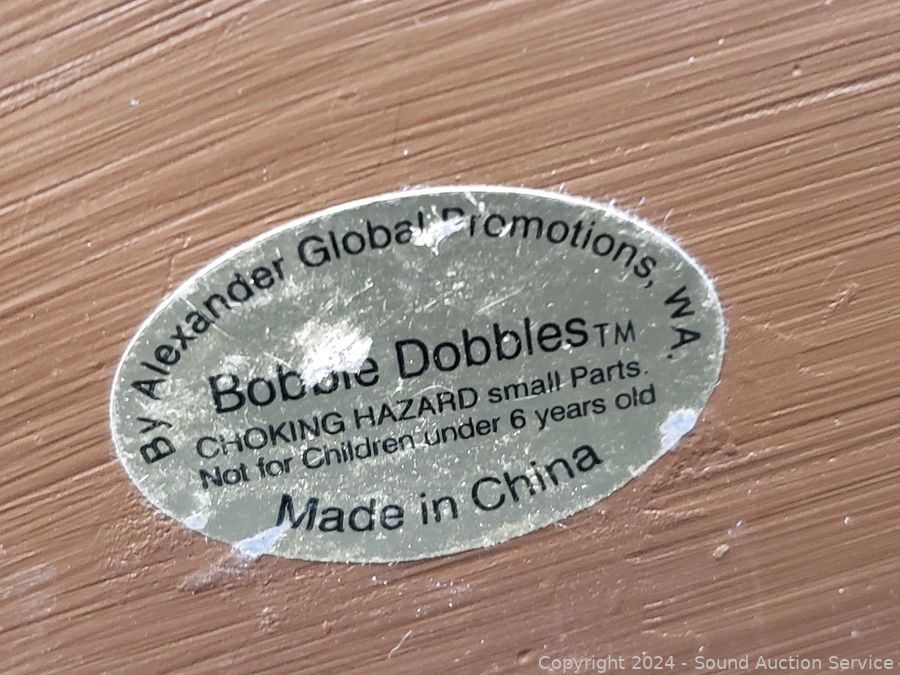 By Alexander Global Promotions, WA.
Bobble Dobbles TM
CHOKING HAZARD small Parts.
Not for Children under 6 years old
Made in China
Copyright 2024 - Sound Auction Service